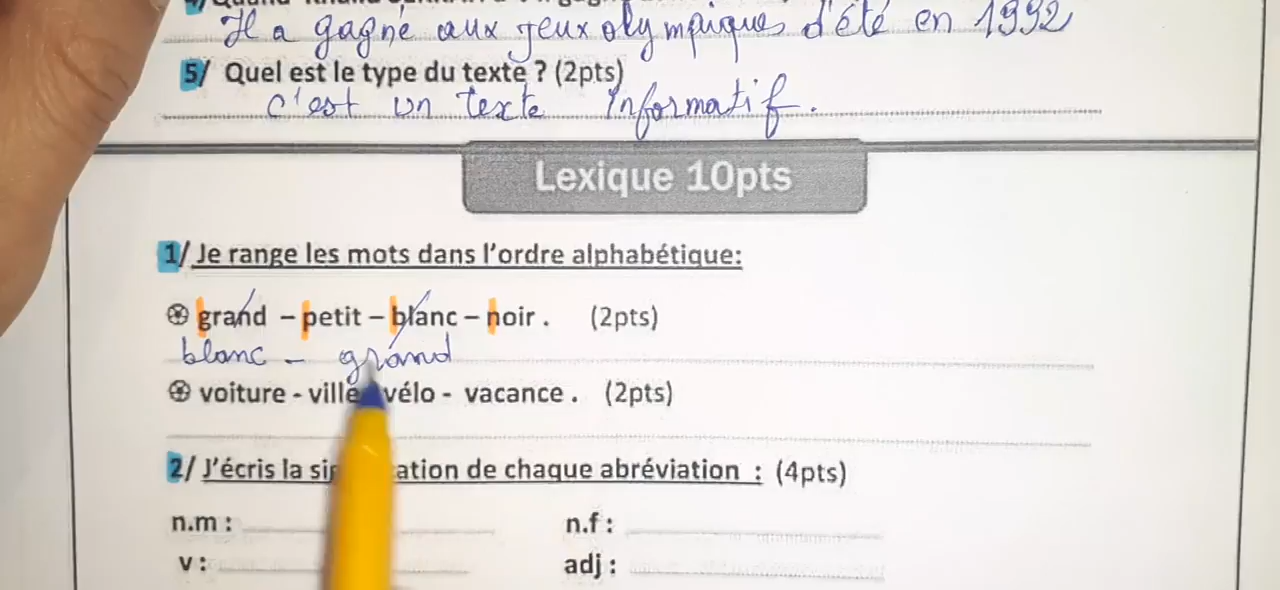 Il a gagné aux jeux olympiques d'été en 1992
5/ Quel est le type du texte ? (2pts)
c'est un texte Informatif.
Lexique 10pts
1/ Je range les mots dans l'ordre alphabétique:
grand – petit – blanc – noir . (2pts)
blanc – grand
voiture - ville vélo - vacance . (2pts)
2/ J'écris la de chaque abréviation : (4pts)
n.m : n.f :
v : adj :